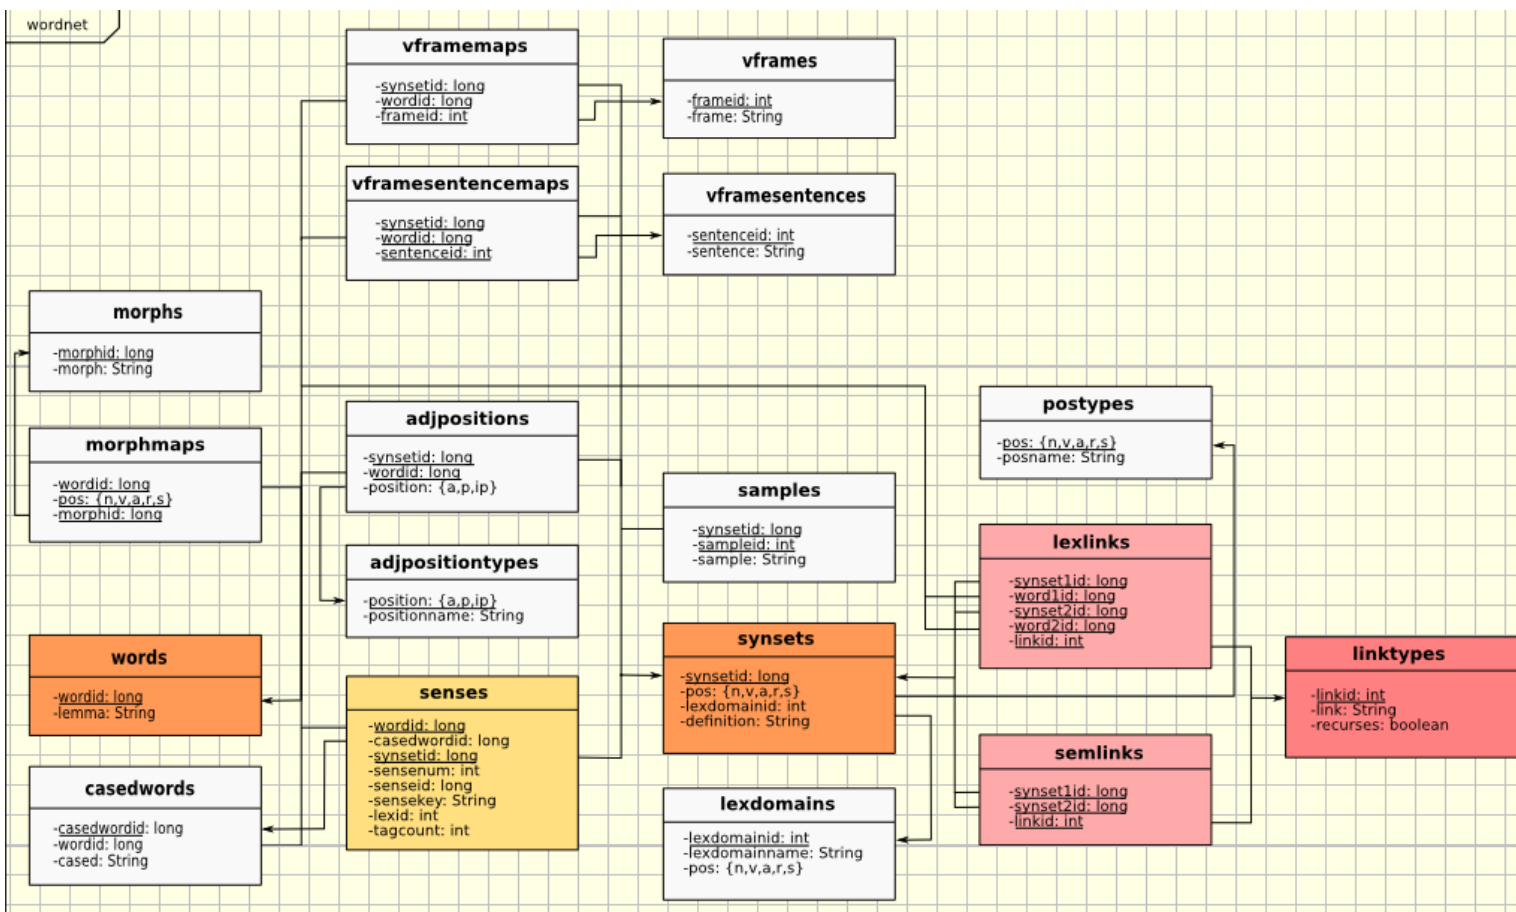 wordnet
vframemaps
-synsetid: long
-wordid: long
-frameid: int
vframes
-frameid: int
-frame: String
vframesentencemaps
-synsetid: long
-wordid: long
-sentenceid: int
vframesentences
-sentenceid: int
-sentence: String
morphs
-morphid: long
-morph: String
morphmaps
-wordid: long
-pos: {n,v,a,r,s}
-morphid: long
adjpositions
-synsetid: long
-wordid: long
-position: {a,p,ip}
postypes
-pos: {n,v,a,r,s}
-posname: String
samples
-synsetid: long
-sampleid: int
-sample: String
adjpositiontypes
-position: {a,p,ip}
-positionname: String
lexlinks
-synset1id: long
-word1id: long
-synset2id: long
-word2id: long
-linkid: int
words
-wordid: long
-lemma: String
synsets
-synsetid: long
-pos: {n,v,a,r,s}
-lexdomainid: int
-definition: String
linktypes
-linkid: int
-link: String
-recurses: boolean
senses
-wordid: long
-casedwordid: long
-synsetid: long
-sensenum: int
-senseid: long
-sensekey: String
-lexid: int
-tagcount: int
semlinks
-synset1id: long
-synset2id: long
-linkid: int
casedwords
-casedwordid: long
-wordid: long
-cased: String
lexdomains
-lexdomainid: int
-lexdomainname: String
-pos: {n,v,a,r,s}